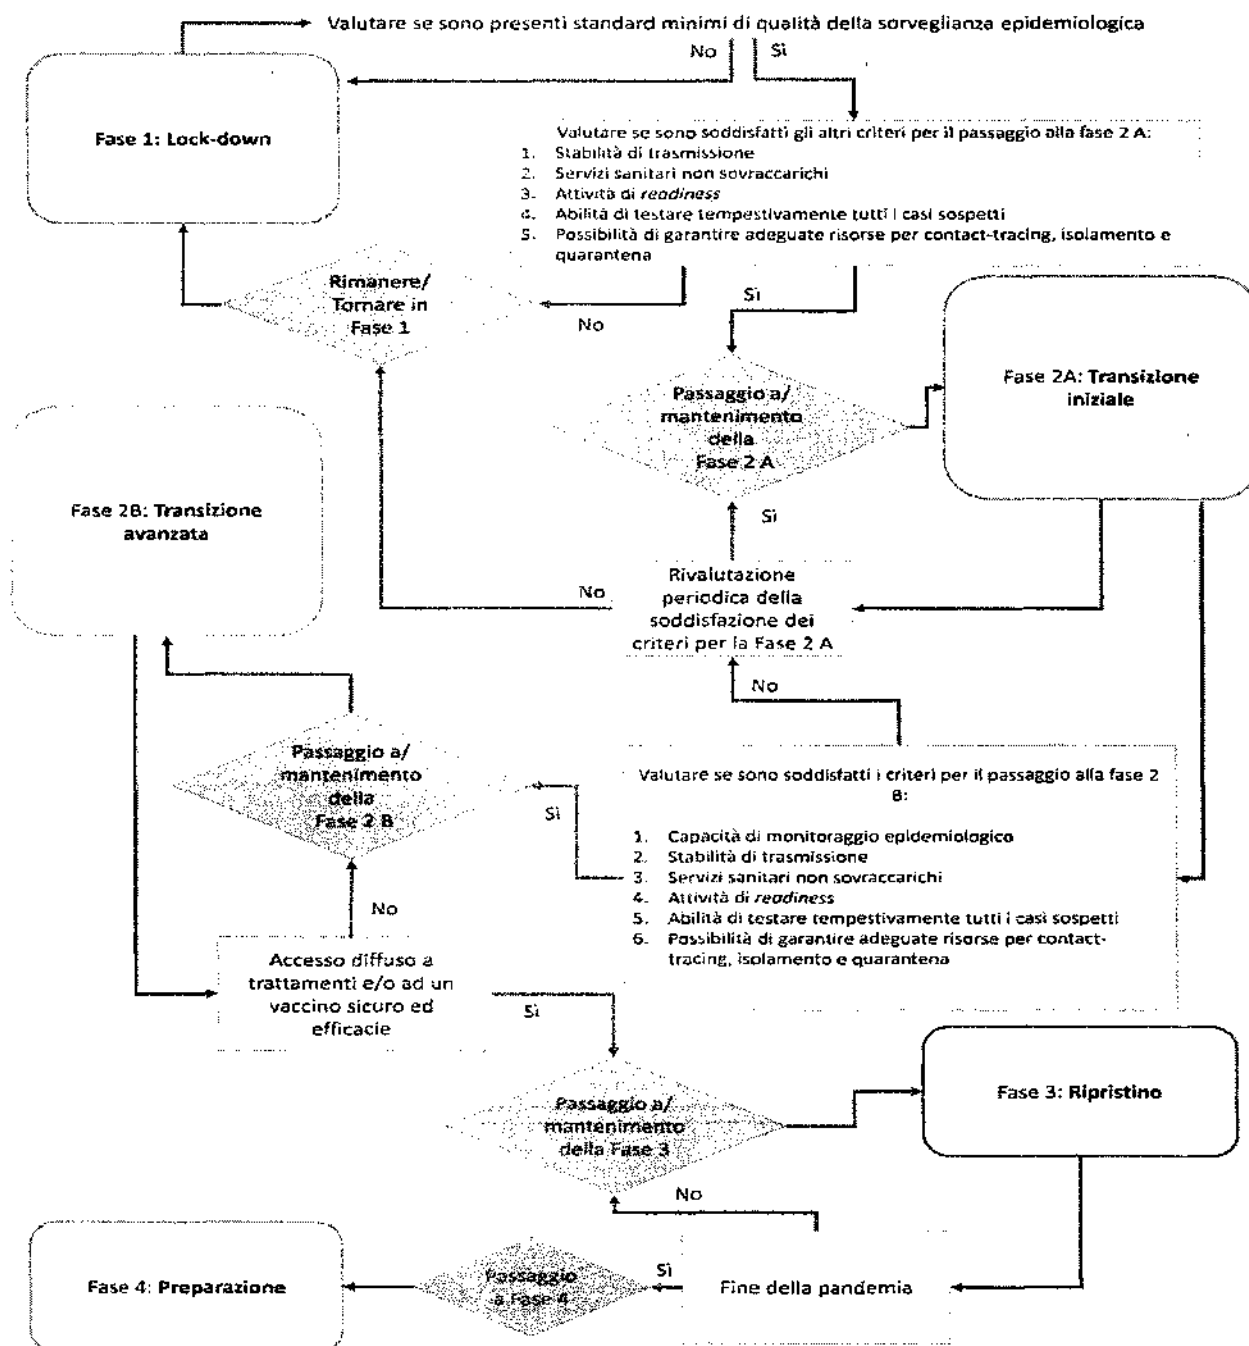 Valutare se sono presenti standard minimi di qualità della sorveglianza epidemiologica
No
Sì
Fase 1: Lock-down
Valutare se sono soddisfatti gli altri criteri per il passaggio alla fase 2 A:
1. Stabilità di trasmissione
2. Servizi sanitari non sovraccarichi
3. Attività di readiness
4. Abilità di testare tempestivamente tutti i casi sospetti
5. Possibilità di garantire adeguate risorse per contact-tracing, isolamento e
quarantena
Rimanere/
Tornare in
Fase 1
No
Sì
Passaggio a/
mantenimento
della
Fase 2 A
Fase 2A: Transizione
iniziale
Fase 2B: Transizione
avanzata
Sì
No
Rivalutazione
periodica della
soddisfazione dei
criteri per la Fase 2 A
No
Passaggio a/
mantenimento
della
Fase 2 B
Sì
Valutare se sono soddisfatti i criteri per il passaggio alla fase 2
B:
1. Capacità di monitoraggio epidemiologico
2. Stabilità di trasmissione
3. Servizi sanitari non sovraccarichi
4. Attività di readiness
5. Abilità di testare tempestivamente tutti i casi sospetti
6. Possibilità di garantire adeguate risorse per contact-
tracing, isolamento e quarantena
No
Accesso diffuso a
trattamenti e/o ad un
vaccino sicuro ed
efficacie
Sì
Passaggio a/
mantenimento
della Fase 3
Fase 3: Ripristino
No
Fase 4: Preparazione
Passaggio
a Fase 4
Sì
Fine della pandemia